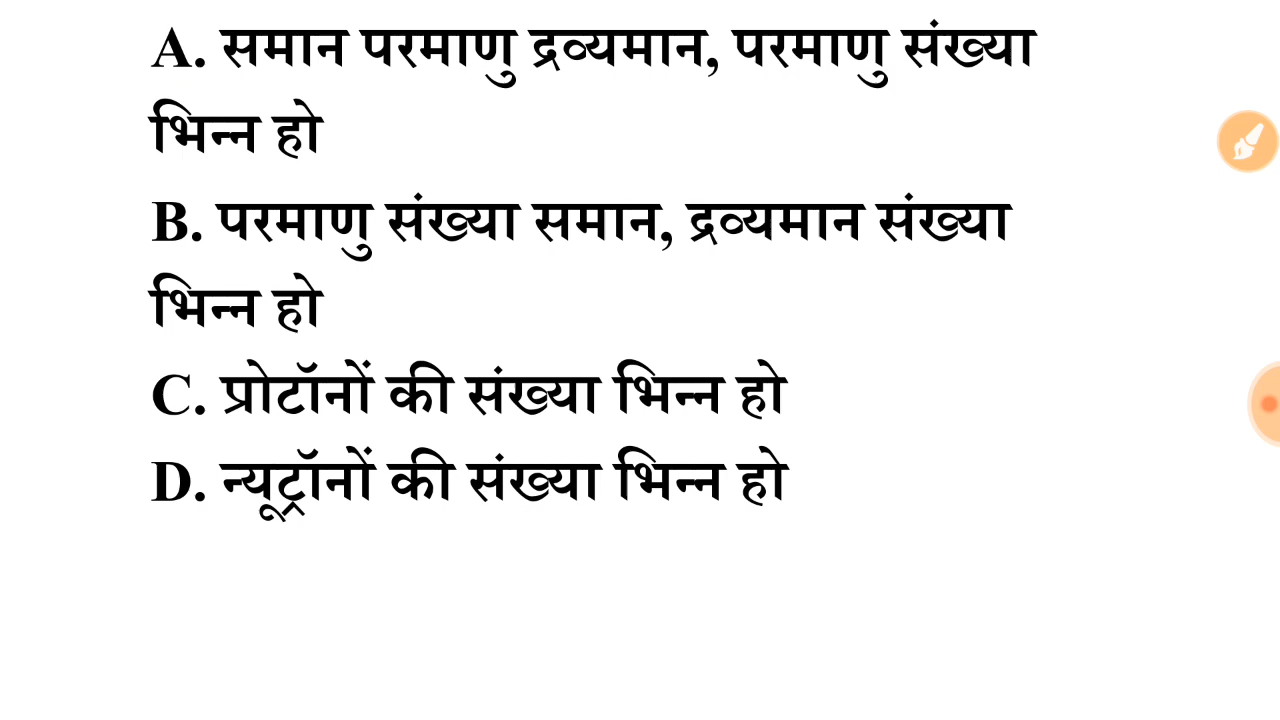 A. समान परमाणु द्रव्यमान, परमाणु संख्या
भिन्न हो
B. परमाणु संख्या समान, द्रव्यमान संख्या
भिन्न हो
C. प्रोटॉनों की संख्या भिन्न हो
D. न्यूट्रॉनों की संख्या भिन्न हो